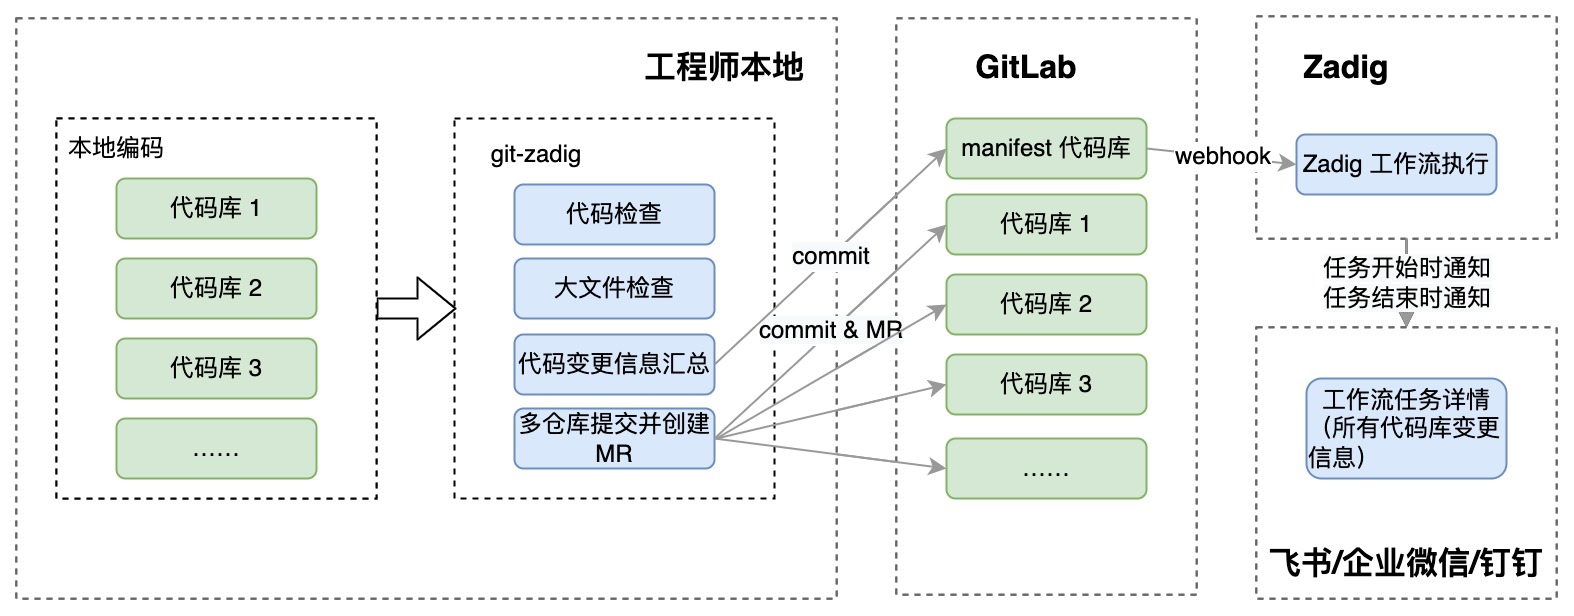 工程师本地
本地编码
代码库 1
代码库 2
代码库 3
……
git-zadig
代码检查
大文件检查
代码变更信息汇总
多仓库提交并创建
MR
commit
commit & MR
GitLab
manifest 代码库
代码库 1
代码库 2
代码库 3
……
webhook
Zadig
Zadig 工作流执行
任务开始时通知
任务结束时通知
工作流任务详情
（所有代码库变更
信息）
飞书/企业微信/钉钉